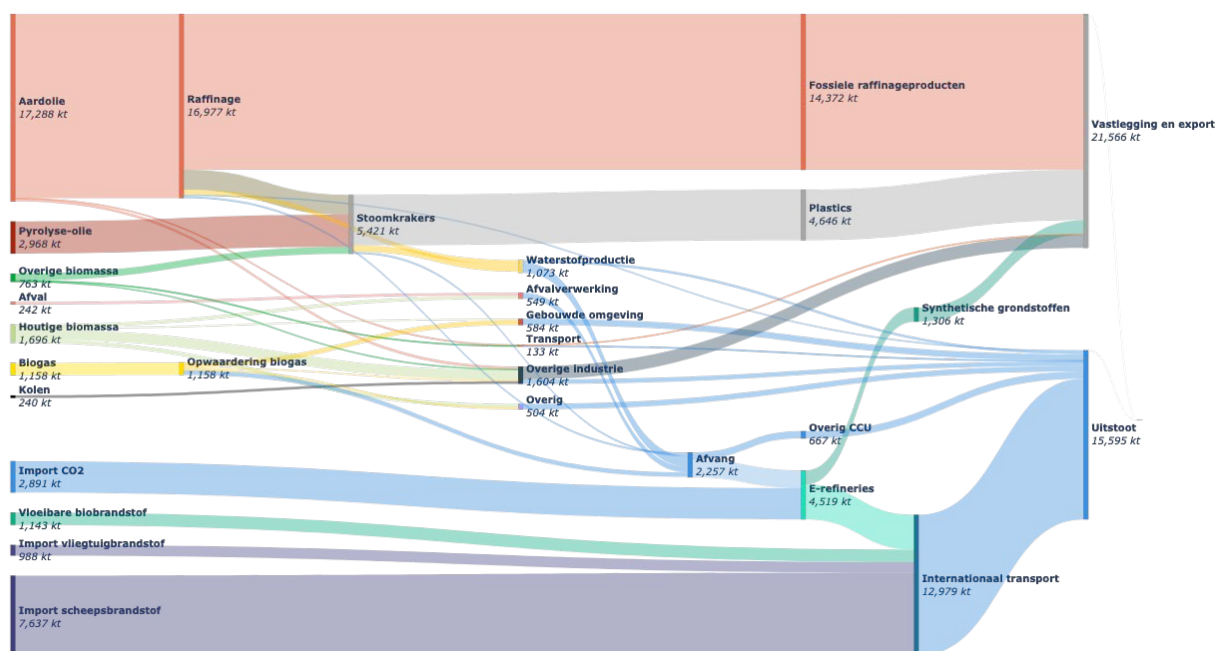 Aardolie
17,288 kt
Raffinage
16,977 kt
Fossiele raffinageproducten
14,372 kt
Vastlegging en export
21,566 kt
Pyrolyse-olie
2,968 kt
Stoomkrakers
5,421 kt
Plastics
4,646 kt
Overige biomassa
763 kt
Waterstofproductie
1,073 kt
Afval
242 kt
Afvalverwerking
549 kt
Houtige biomassa
1,696 kt
Gebouwde omgeving
584 kt
Synthetische grondstoffen
1,306 kt
Transport
133 kt
Biogas
1,158 kt
Opwaardering biogas
1,158 kt
Overige industrie
1,604 kt
Kolen
240 kt
Overig
504 kt
Overig CCU
667 kt
Uitstoot
15,595 kt
Import CO2
2,891 kt
Afvang
2,257 kt
E-refineries
4,519 kt
Vloeibare biobrandstof
1,143 kt
Import vliegtuigbrandstof
988 kt
Internationaal transport
12,979 kt
Import scheepsbrandstof
7,637 kt